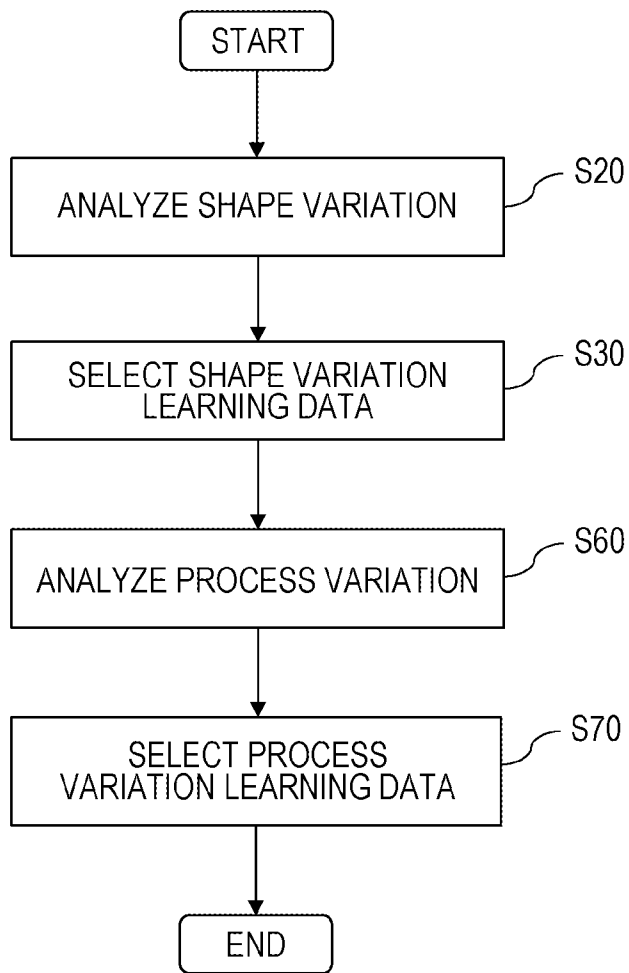 START
ANALYZE SHAPE VARIATION
S20
SELECT SHAPE VARIATION
LEARNING DATA
S30
ANALYZE PROCESS VARIATION
S60
SELECT PROCESS
VARIATION LEARNING DATA
S70
END